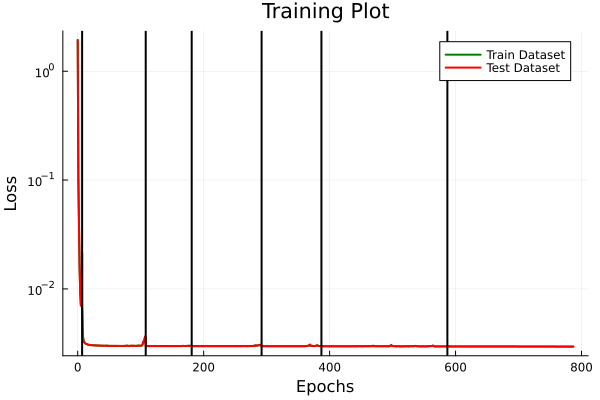 Training Plot
Train Dataset
Test Dataset
10⁰
10⁻¹
10⁻²
Loss
0
200
400
600
800
Epochs